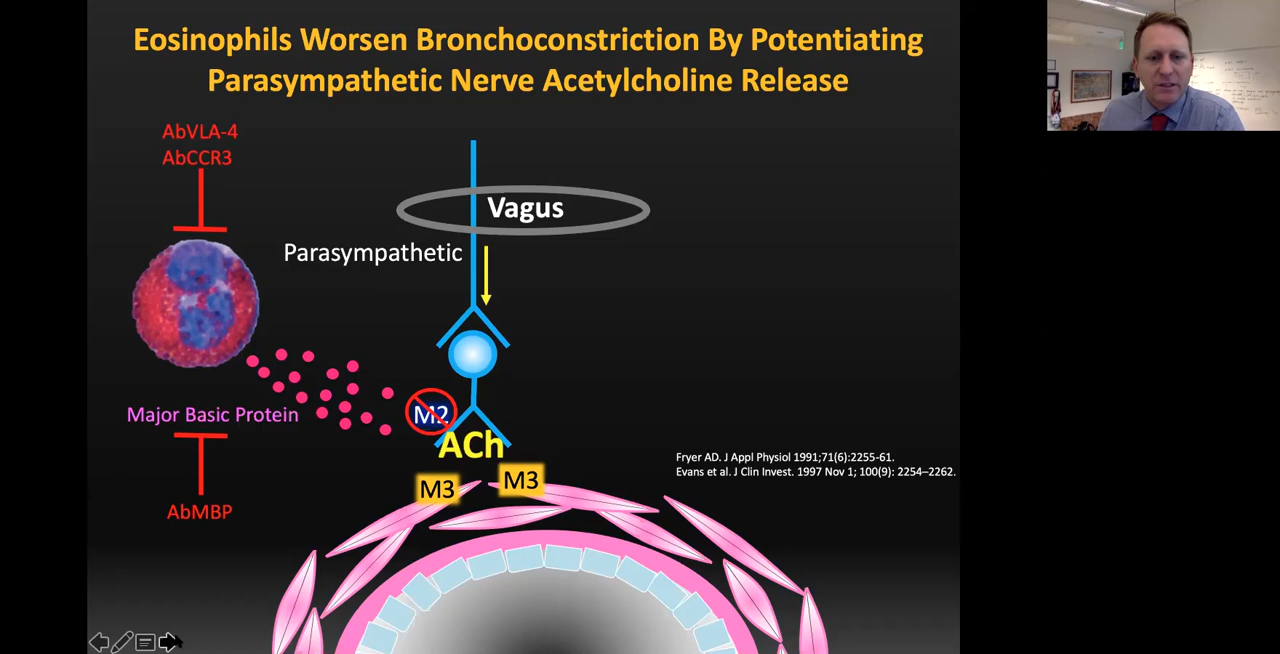 Eosinophils Worsen Bronchoconstriction By Potentiating
Parasympathetic Nerve Acetylcholine Release
AbVLA-4
AbCCR3
Vagus
Parasympathetic
Major Basic Protein
M2
ACh
M3
M3
AbMBP
Fryer AD. J Appl Physiol 1991;71(6):2255-61.
Evans et al. J Clin Invest. 1997 Nov 1; 100(9): 2254–2262.